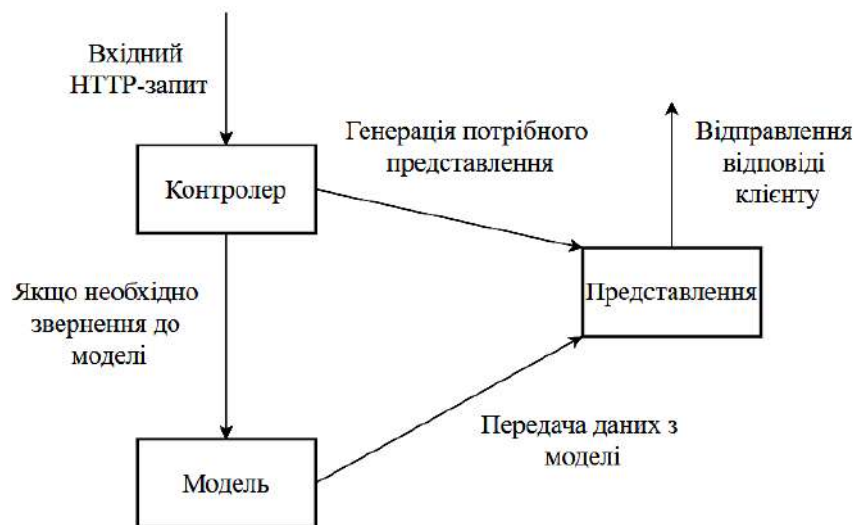 Вхідний
HTTP-запит
Генерація потрібного
представлення
Відправлення
відповіді
клієнту
Контролер
Якщо необхідно
звернення до
моделі
Представлення
Передача даних з
моделі
Модель